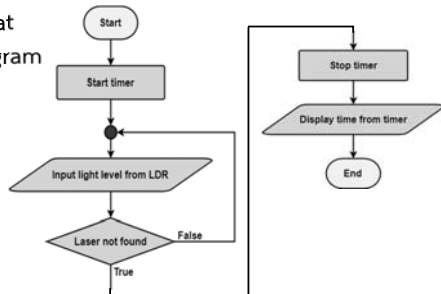 at
gram
Start
Start timer
Input light level from LDR
Laser not found
False
True
Stop timer
Display time from timer
End